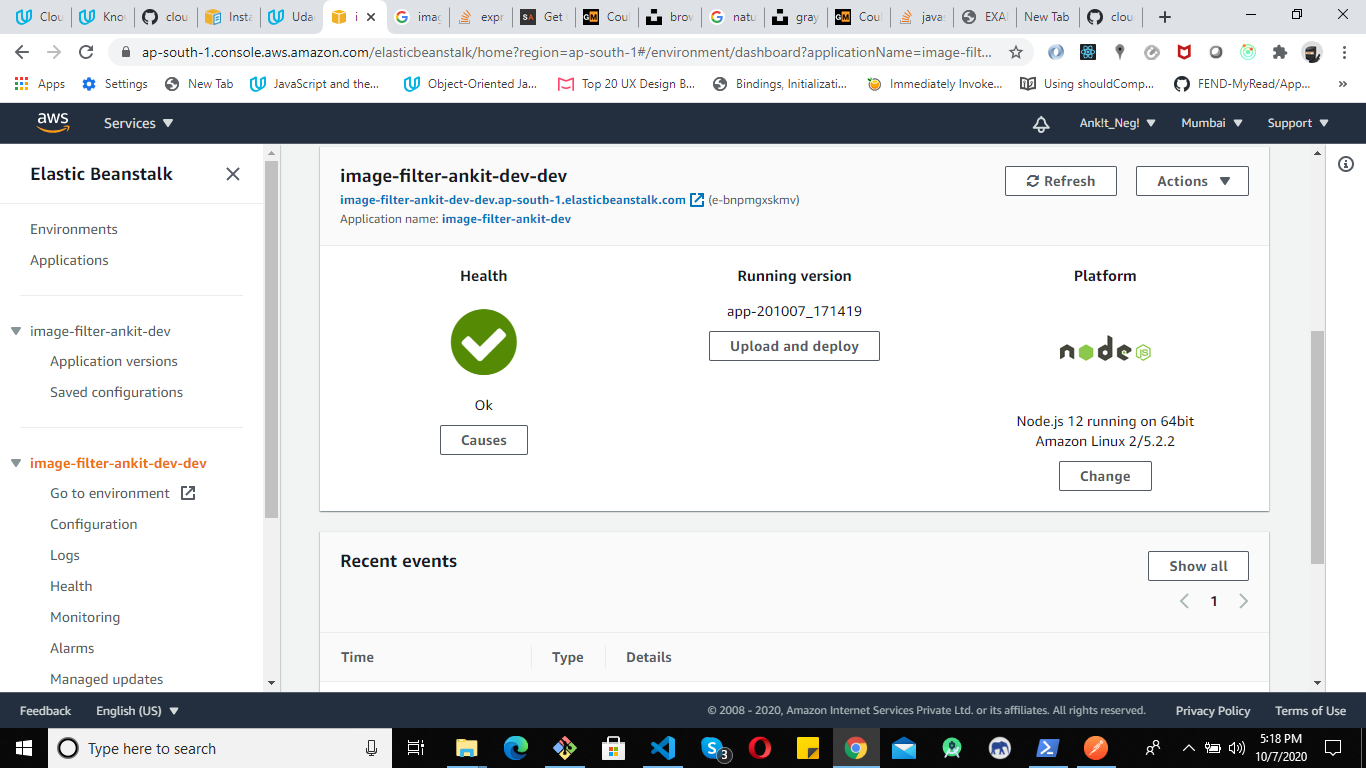 Clou
Kno
clou
Insta
Uda
i
imag
expr
SA
Get
GM
Cou
brow
natu
gray
GM
Cou
javas
EXA
New Tab
clou
ap-south-1.console.aws.amazon.com/elasticbeanstalk/home?region=ap-south-1#/environment/dashboard?applicationName=image-filt...
Apps
Settings
New Tab
JavaScript and the...
Object-Oriented Ja...
Top 20 UX Design B...
Bindings, Initializati...
Immediately Invoke...
Using shouldComp...
FEND-MyRead/App...
aws
Services
Ank!t_Neg!
Mumbai
Support
Elastic Beanstalk
Environments
Applications
image-filter-ankit-dev
Application versions
Saved configurations
image-filter-ankit-dev-dev
Go to environment
Configuration
Logs
Health
Monitoring
Alarms
Managed updates
image-filter-ankit-dev-dev
image-filter-ankit-dev-dev.ap-south-1.elasticbeanstalk.com (e-bnpmgxskmv)
Application name: image-filter-ankit-dev
Refresh
Actions
Health
Ok
Causes
Running version
app-201007_171419
Upload and deploy
Platform
node
JS
Node.js 12 running on 64bit
Amazon Linux 2/5.2.2
Change
Recent events
Show all
1
Time
Type
Details
Feedback
English (US)
© 2008 - 2020, Amazon Internet Services Private Ltd. or its affiliates. All rights reserved.
Privacy Policy
Terms of Use
Type here to search
3
5:18 PM
10/7/2020